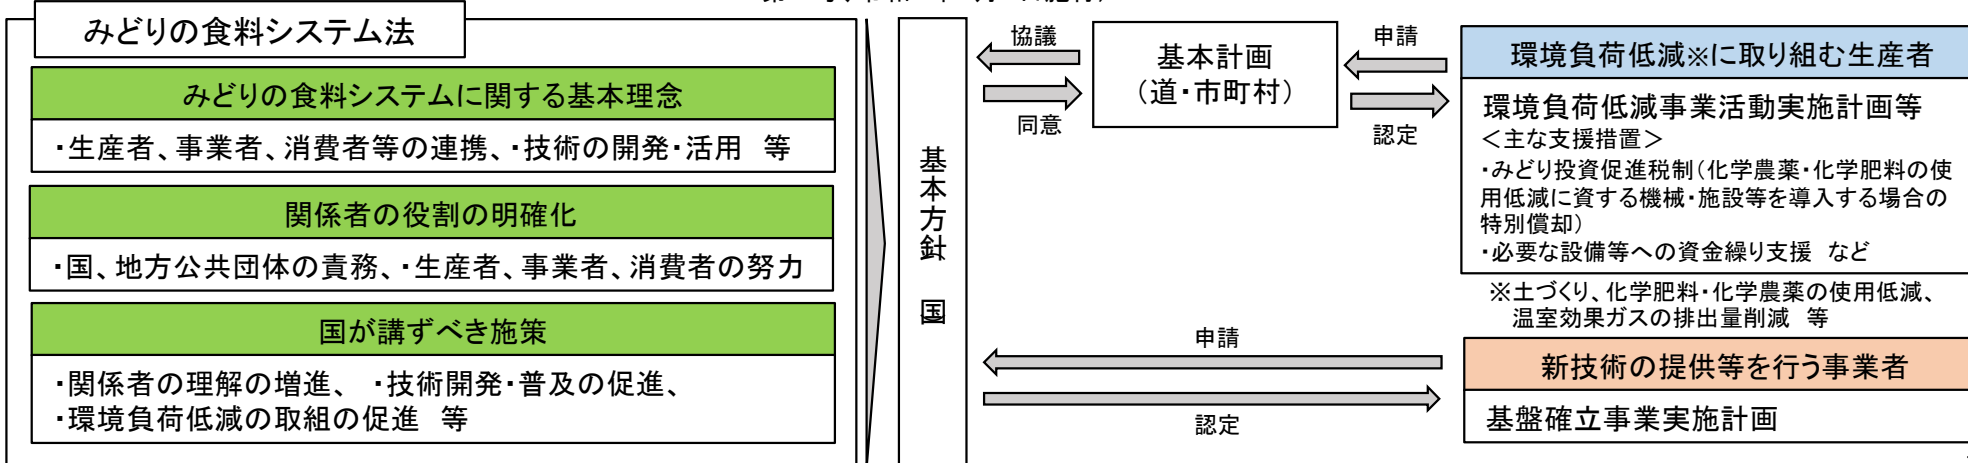 みどりの食料システム法
みどりの食料システムに関する基本理念
・生産者、事業者、消費者等の連携、・技術の開発・活用 等
関係者の役割の明確化
・国、地方公共団体の責務、・生産者、事業者、消費者の努力
国が講ずべき施策
・関係者の理解の増進、 ・技術開発・普及の促進、
・環境負荷低減の取組の促進 等
基本方針 国
協議
同意
基本計画
（道・市町村）
申請
認定
環境負荷低減※に取り組む生産者
環境負荷低減事業活動実施計画等
＜主な支援措置＞
・みどり投資促進税制（化学農薬・化学肥料の使
用低減に資する機械・施設等を導入する場合の
特別償却）
・必要な設備等への資金繰り支援 など
※土づくり、化学肥料・化学農薬の使用低減、
温室効果ガスの排出量削減 等
申請
認定
新技術の提供等を行う事業者
基盤確立事業実施計画